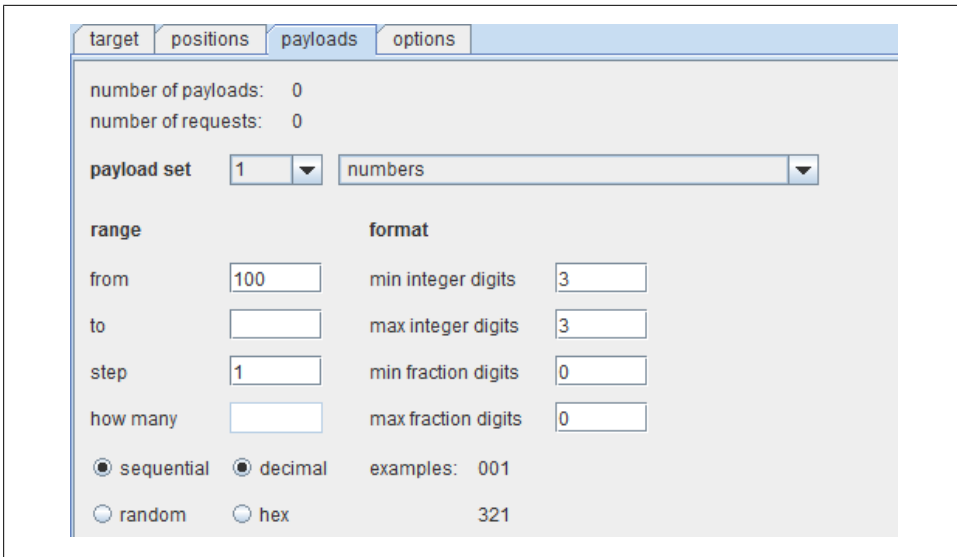 target positions payloads options
number of payloads: 0
number of requests: 0
payload set 1 numbers
range format
from 100 min integer digits 3
to max integer digits 3
step 1 min fraction digits 0
how many max fraction digits 0
sequential decimal examples: 001
random hex 321